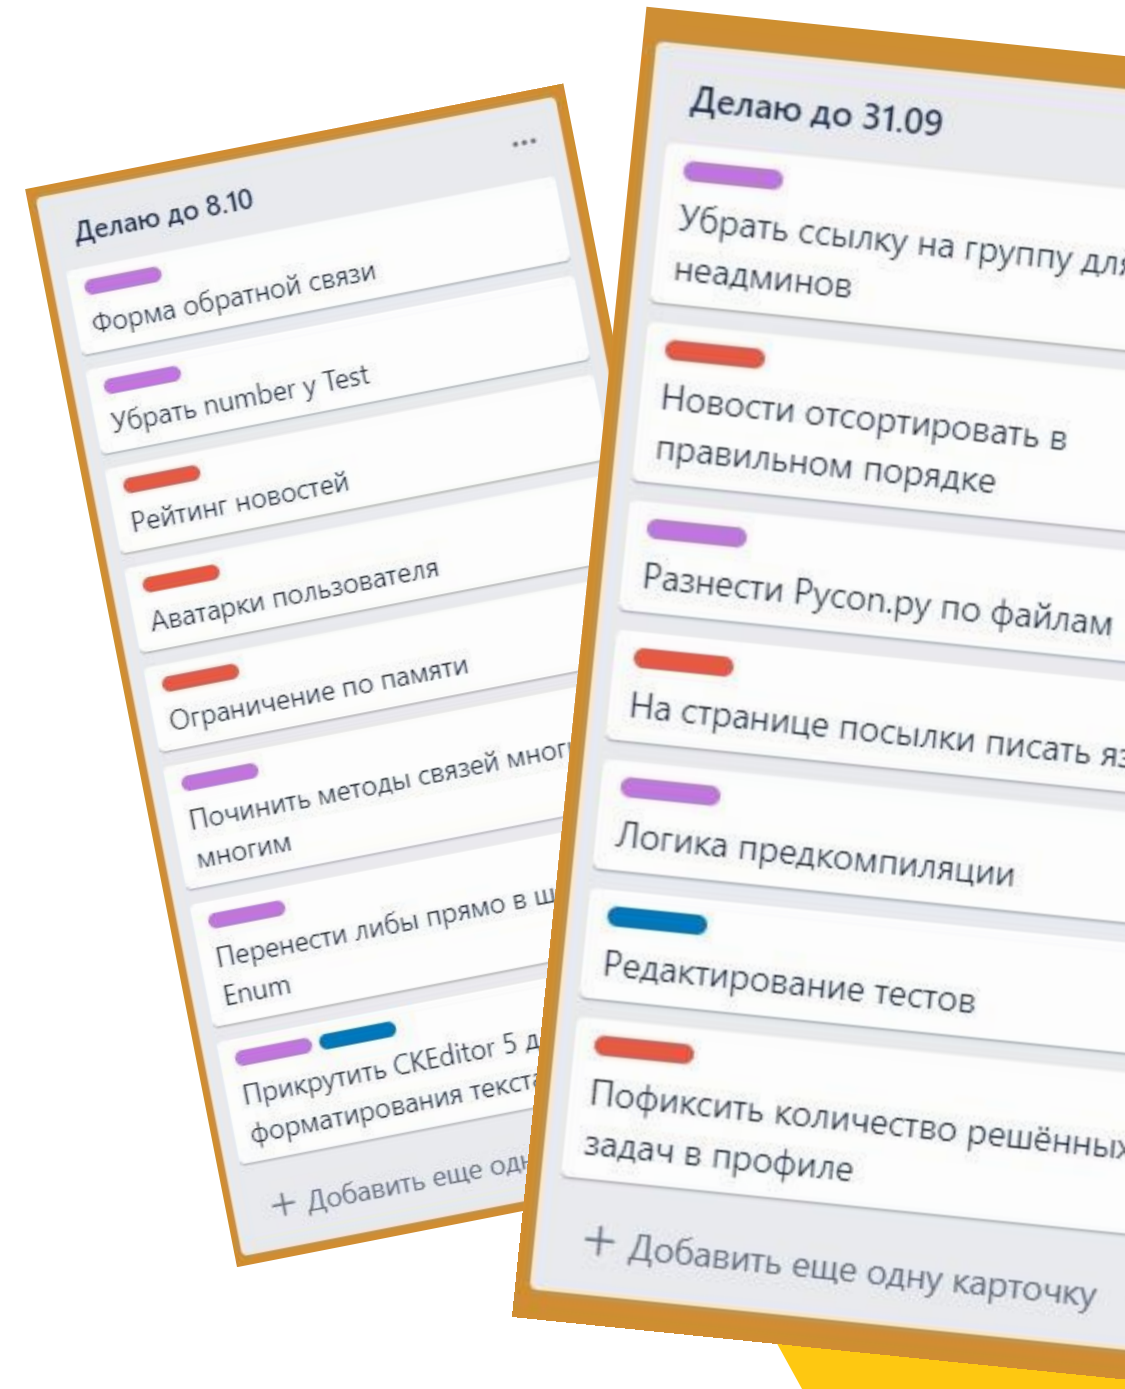 Делаю до 8.10
Форма обратной связи
Убрать number у Test
Рейтинг новостей
Аватарки пользователя
Ограничение по памяти
Починить методы связей
многим
Перенести либы прямо в
Enum
Прикрутить CKEditor 5
форматирования
+ Добавить еще
Делаю до 31.09
Убрать ссылку на группу
неадминов
Новости отсортировать в
правильном порядке
Разнести Pycon.py по файлам
На странице посылки писать
Логика предкомпиляции
Редактирование тестов
Пофиксить количество решённых
задач в профиле
+ Добавить еще одну карточку